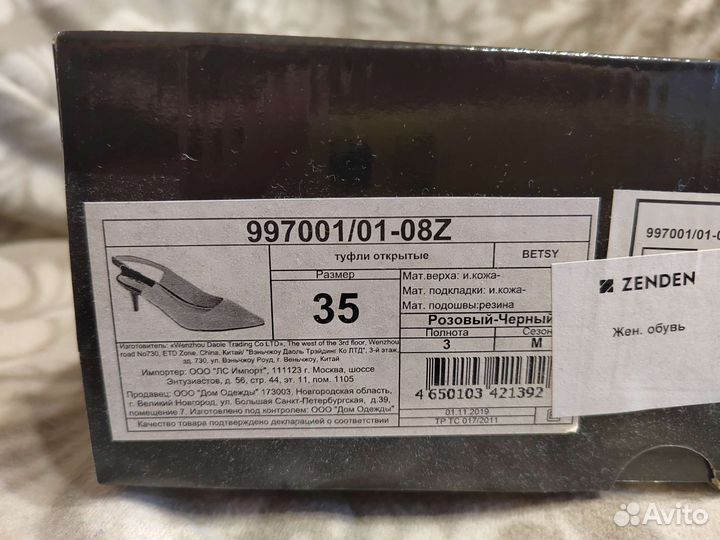 997001/01-08Z
туфли открытые
BETSY
Размер
35
Мат.верха: и.кожа-
Мат. подкладки: и.кожа-
Мат. подошвы:резина
Розовый-Черный
Полнота
Сезон
3
М
Изготовитель: «Wenzhou Daole Trading Co LTD», The west of the 3rd floor, Wenzhou
road No730, ETD Zone, China, Китай/ "Вэньчжоу Даоль Трэйдинг Ко ЛТД", 3-й этаж,
зд. 730, ул. Вэньчжоу Роуд, г. Веньчжоу, Китай
Импортер: ООО "ЛС Импорт", 111123 г. Москва, шоссе
Энтузиастов, д. 56, стр. 44, эт. 11, пом. 1105
Продавец: ООО "Дом Одежды" 173003, Новгородская область,
г. Великий Новгород, ул. Большая Санкт-Петербургская, д.39,
помещение 7. Изготовлено под контролем: ООО "Дом Одежды"
Качество товара подтверждено декларацией о соответствии
4 650103 421392
01.11.2019
ТР ТС 017/2011
997001/01-0
ZENDEN
Жен. обувь
Avito